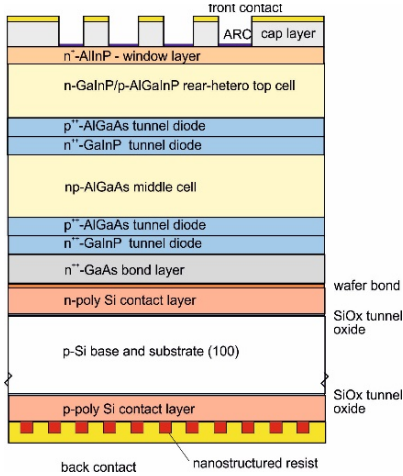 front contact
ARC
cap layer
n⁺-AlInP - window layer
n-GaInP/p-AlGaInP rear-hetero top cell
p⁺⁺-AlGaAs tunnel diode
n⁺⁺-GaInP tunnel diode
np-AlGaAs middle cell
p⁺⁺-AlGaAs tunnel diode
n⁺⁺-GaInP tunnel diode
n⁺⁺-GaAs bond layer
wafer bond
n-poly Si contact layer
SiOx tunnel
oxide
p-Si base and substrate (100)
SiOx tunnel
oxide
p-poly Si contact layer
nanostructured resist
back contact